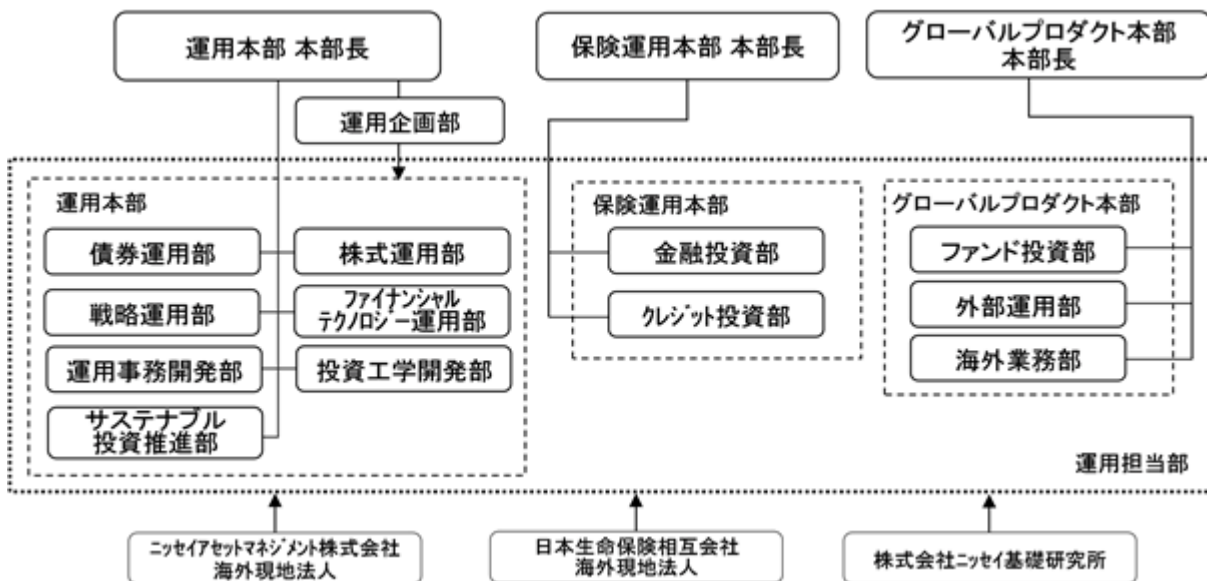 運用本部 本部長
保険運用本部 本部長
グローバルプロダクト本部
本部長
運用企画部
運用本部
債券運用部
株式運用部
戦略運用部
ファイナンシャル
テクノロジー運用部
運用事務開発部
投資工学開発部
サステナブル
投資推進部
保険運用本部
金融投資部
クレジット投資部
グローバルプロダクト本部
ファンド投資部
外部運用部
海外業務部
運用担当部
ニッセイアセットマネジメント株式会社
海外現地法人
日本生命保険相互会社
海外現地法人
株式会社ニッセイ基礎研究所